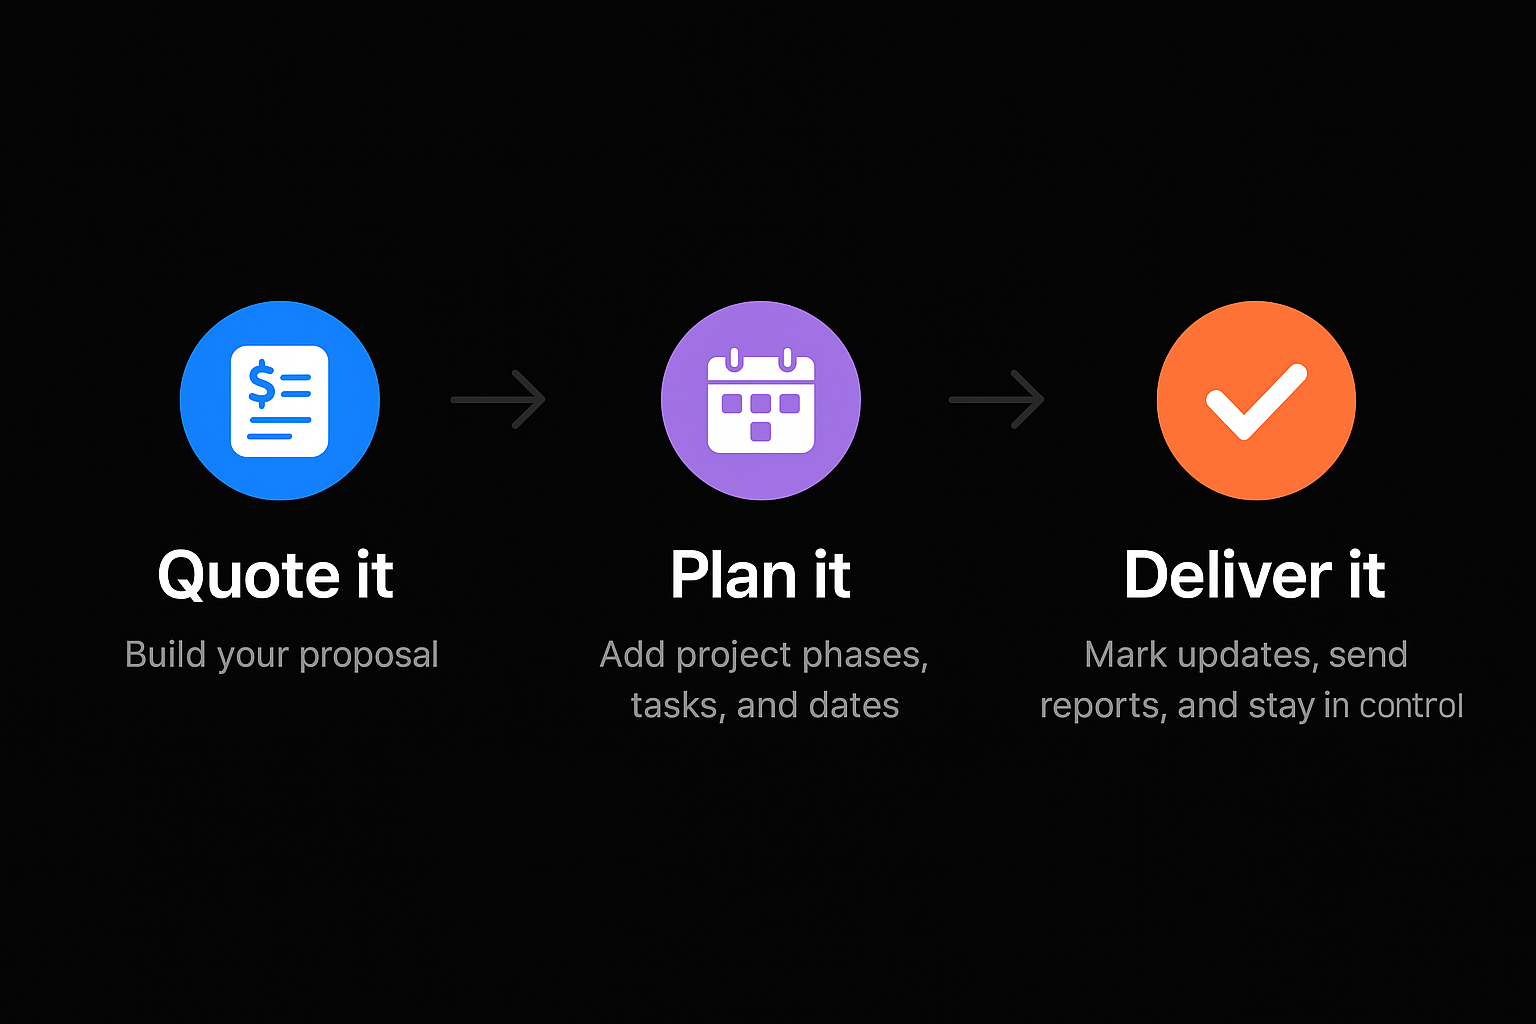 $
Quote it
Build your proposal
Plan it
Add project phases,
tasks, and dates
Deliver it
Mark updates, send
reports, and stay in control